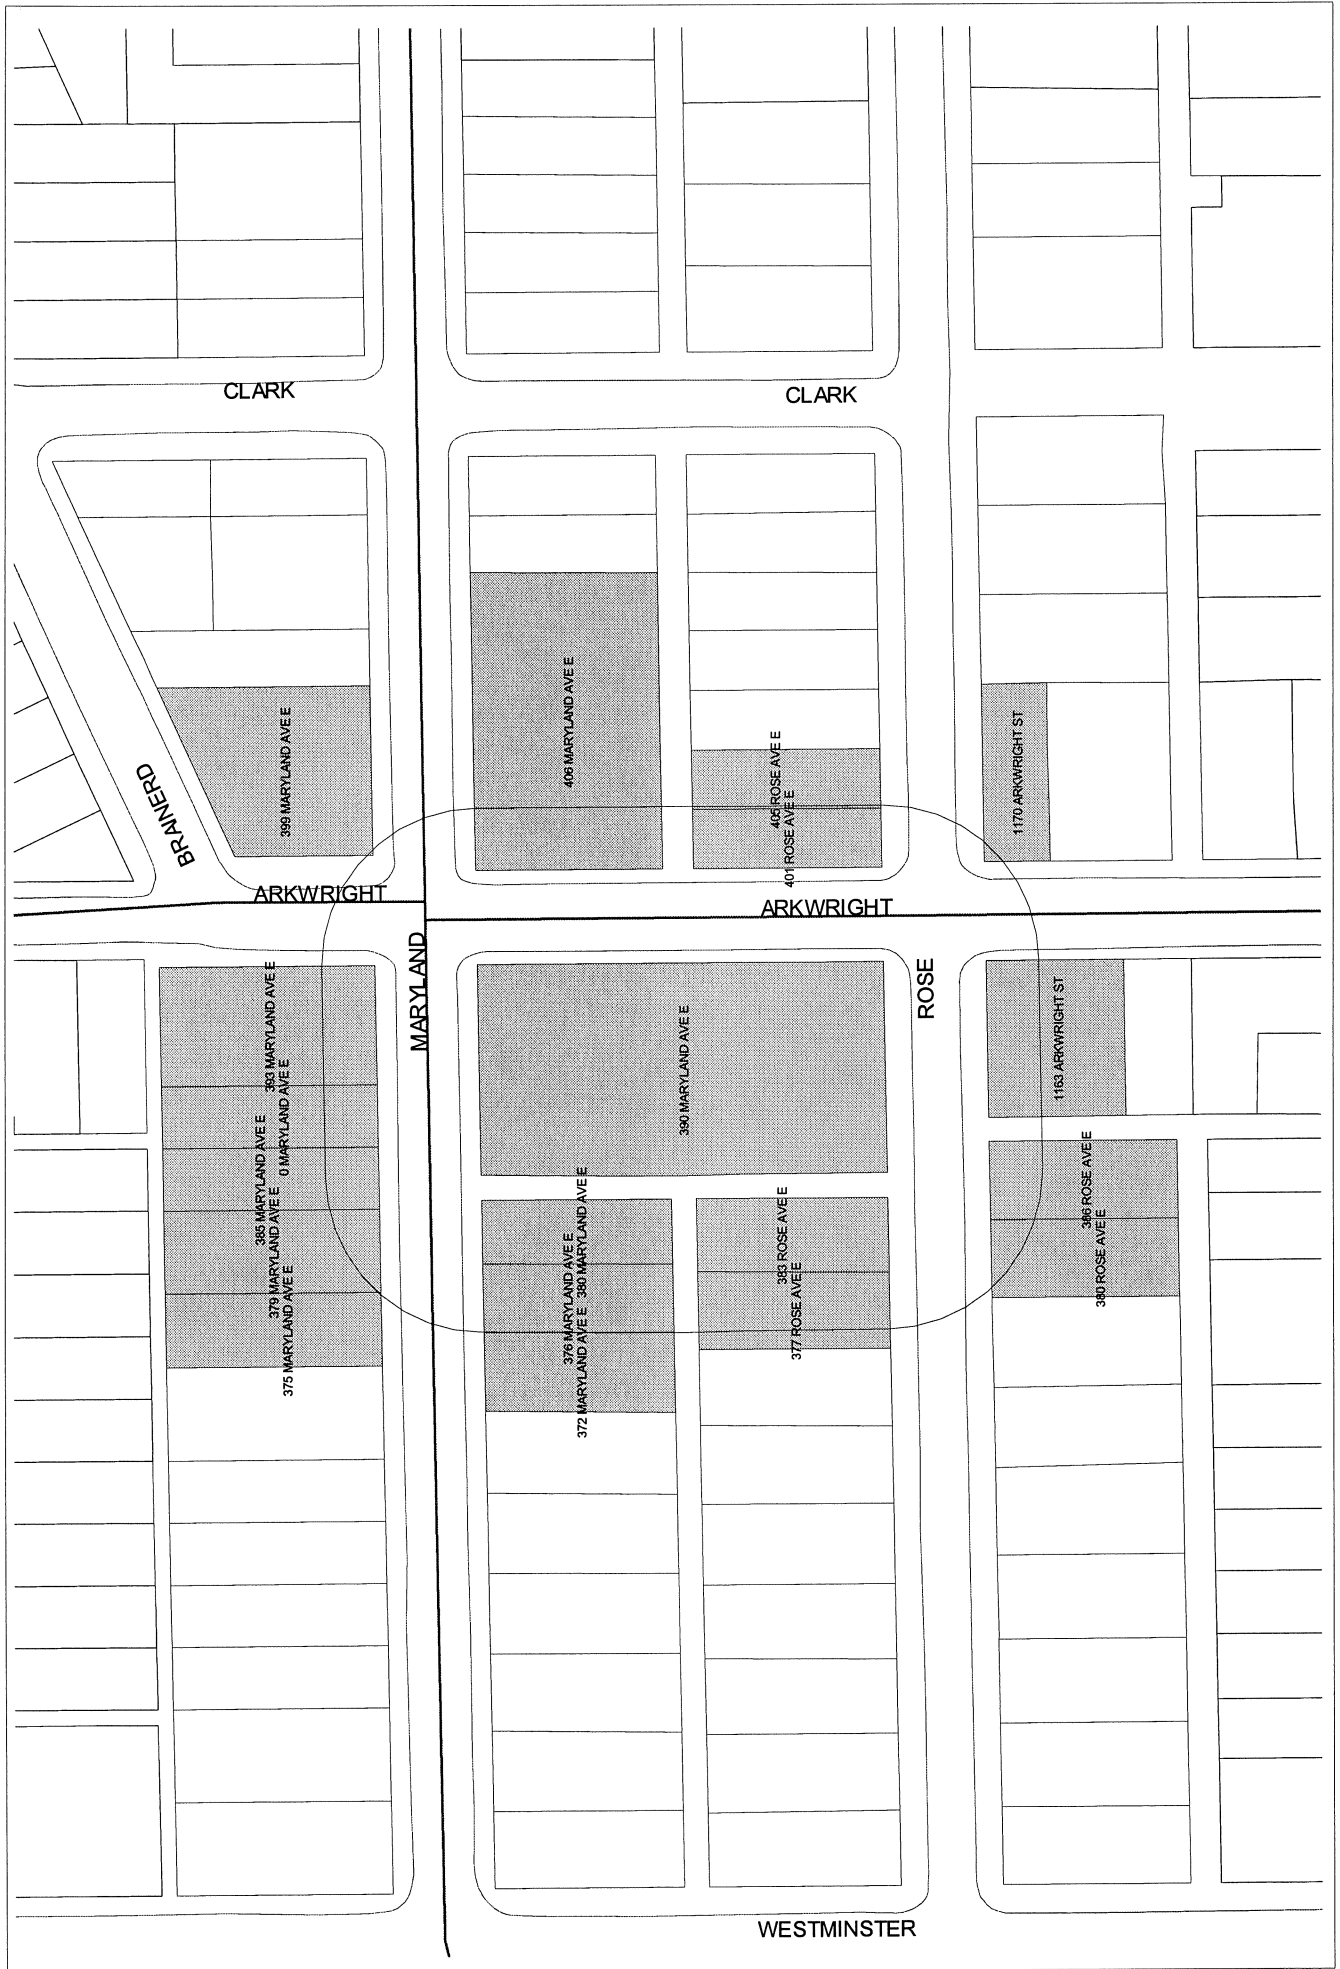 CLARK
CLARK
BRAINERD
399 MARYLAND AVE E
406 MARYLAND AVE E
405 ROSE AVE E
401 ROSE AVE E
1170 ARKWRIGHT ST
ARKWRIGHT
ARKWRIGHT
MARYLAND
ROSE
393 MARYLAND AVE E
0 MARYLAND AVE E
385 MARYLAND AVE E
379 MARYLAND AVE E
375 MARYLAND AVE E
390 MARYLAND AVE E
1163 ARKWRIGHT ST
380 MARYLAND AVE E
376 MARYLAND AVE E
372 MARYLAND AVE E
383 ROSE AVE E
377 ROSE AVE E
386 ROSE AVE E
380 ROSE AVE E
WESTMINSTER